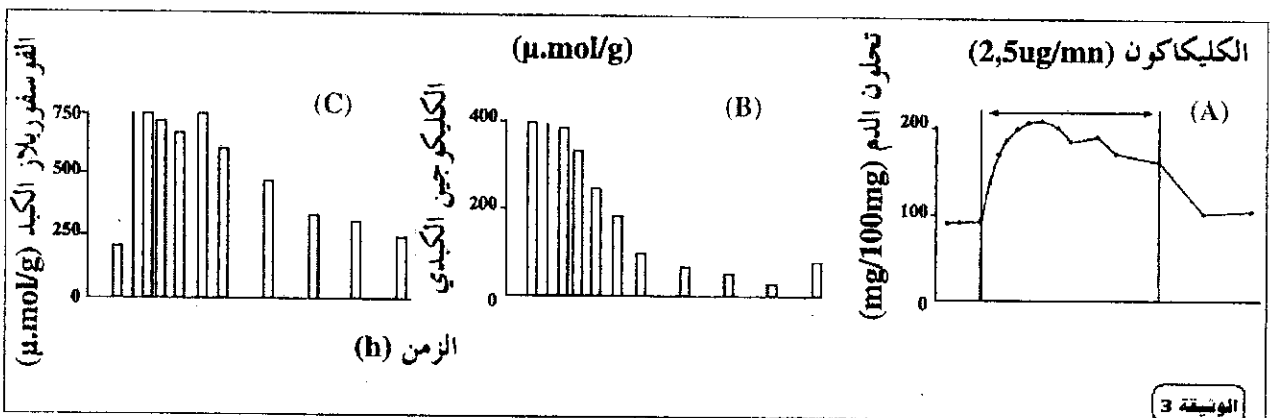 الكليكاكون (2,5ug/mn)
(A)
تحلون الدم (mg/100mg)
200
100
0
(µ.mol/g)
(B)
الكليكوجين الكبدي
400
200
0
(C)
الفوسفوريلاز الكبد (µ.mol/g)
750
500
250
0
الزمن (h)
الوثيقة 3